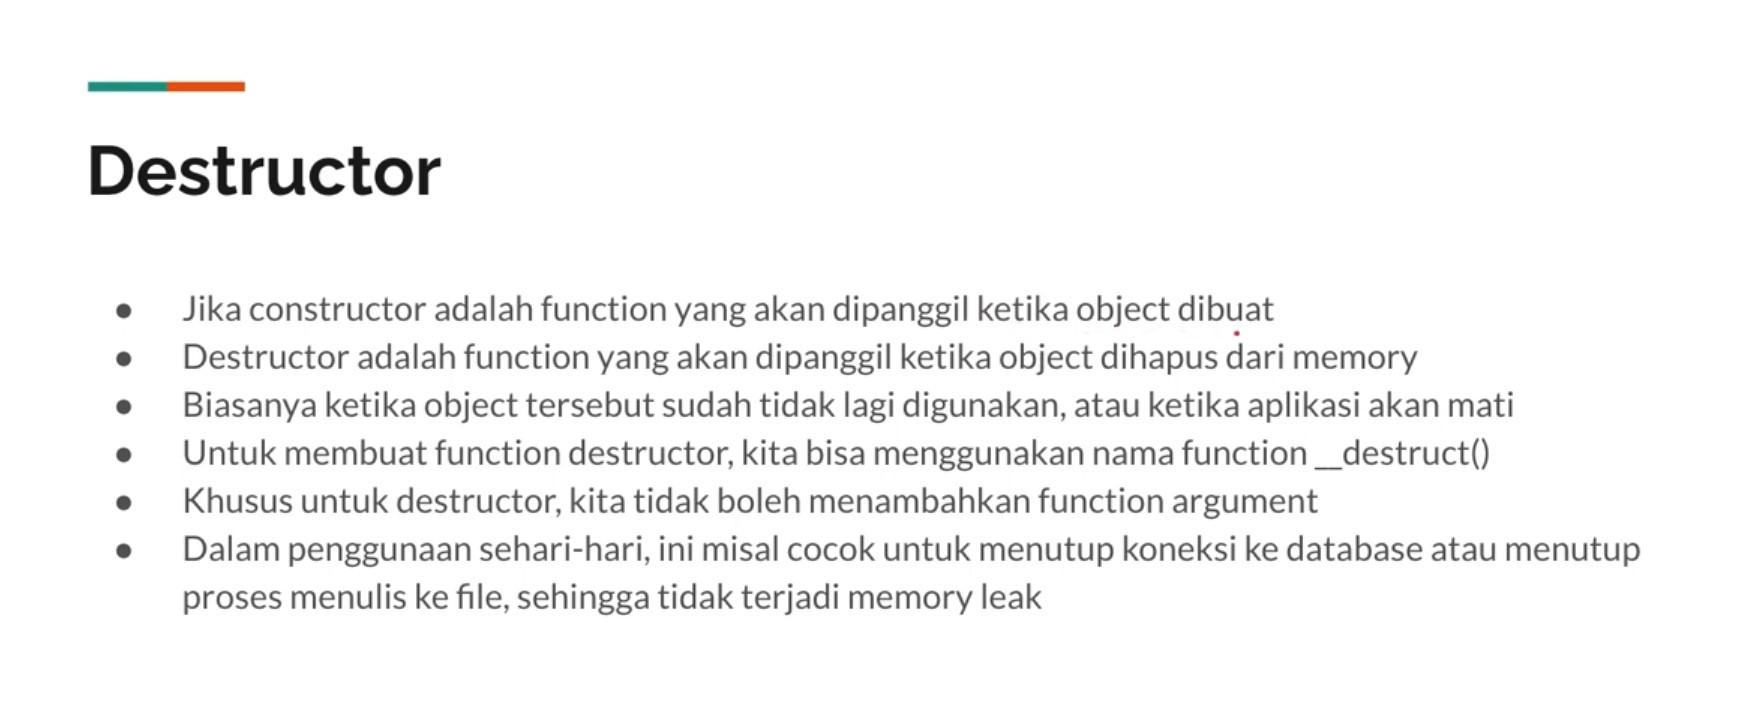 Destructor
● Jika constructor adalah function yang akan dipanggil ketika object dibuat
● Destructor adalah function yang akan dipanggil ketika object dihapus dari memory
● Biasanya ketika object tersebut sudah tidak lagi digunakan, atau ketika aplikasi akan mati
● Untuk membuat function destructor, kita bisa menggunakan nama function __destruct()
● Khusus untuk destructor, kita tidak boleh menambahkan function argument
● Dalam penggunaan sehari-hari, ini misal cocok untuk menutup koneksi ke database atau menutup
proses menulis ke file, sehingga tidak terjadi memory leak